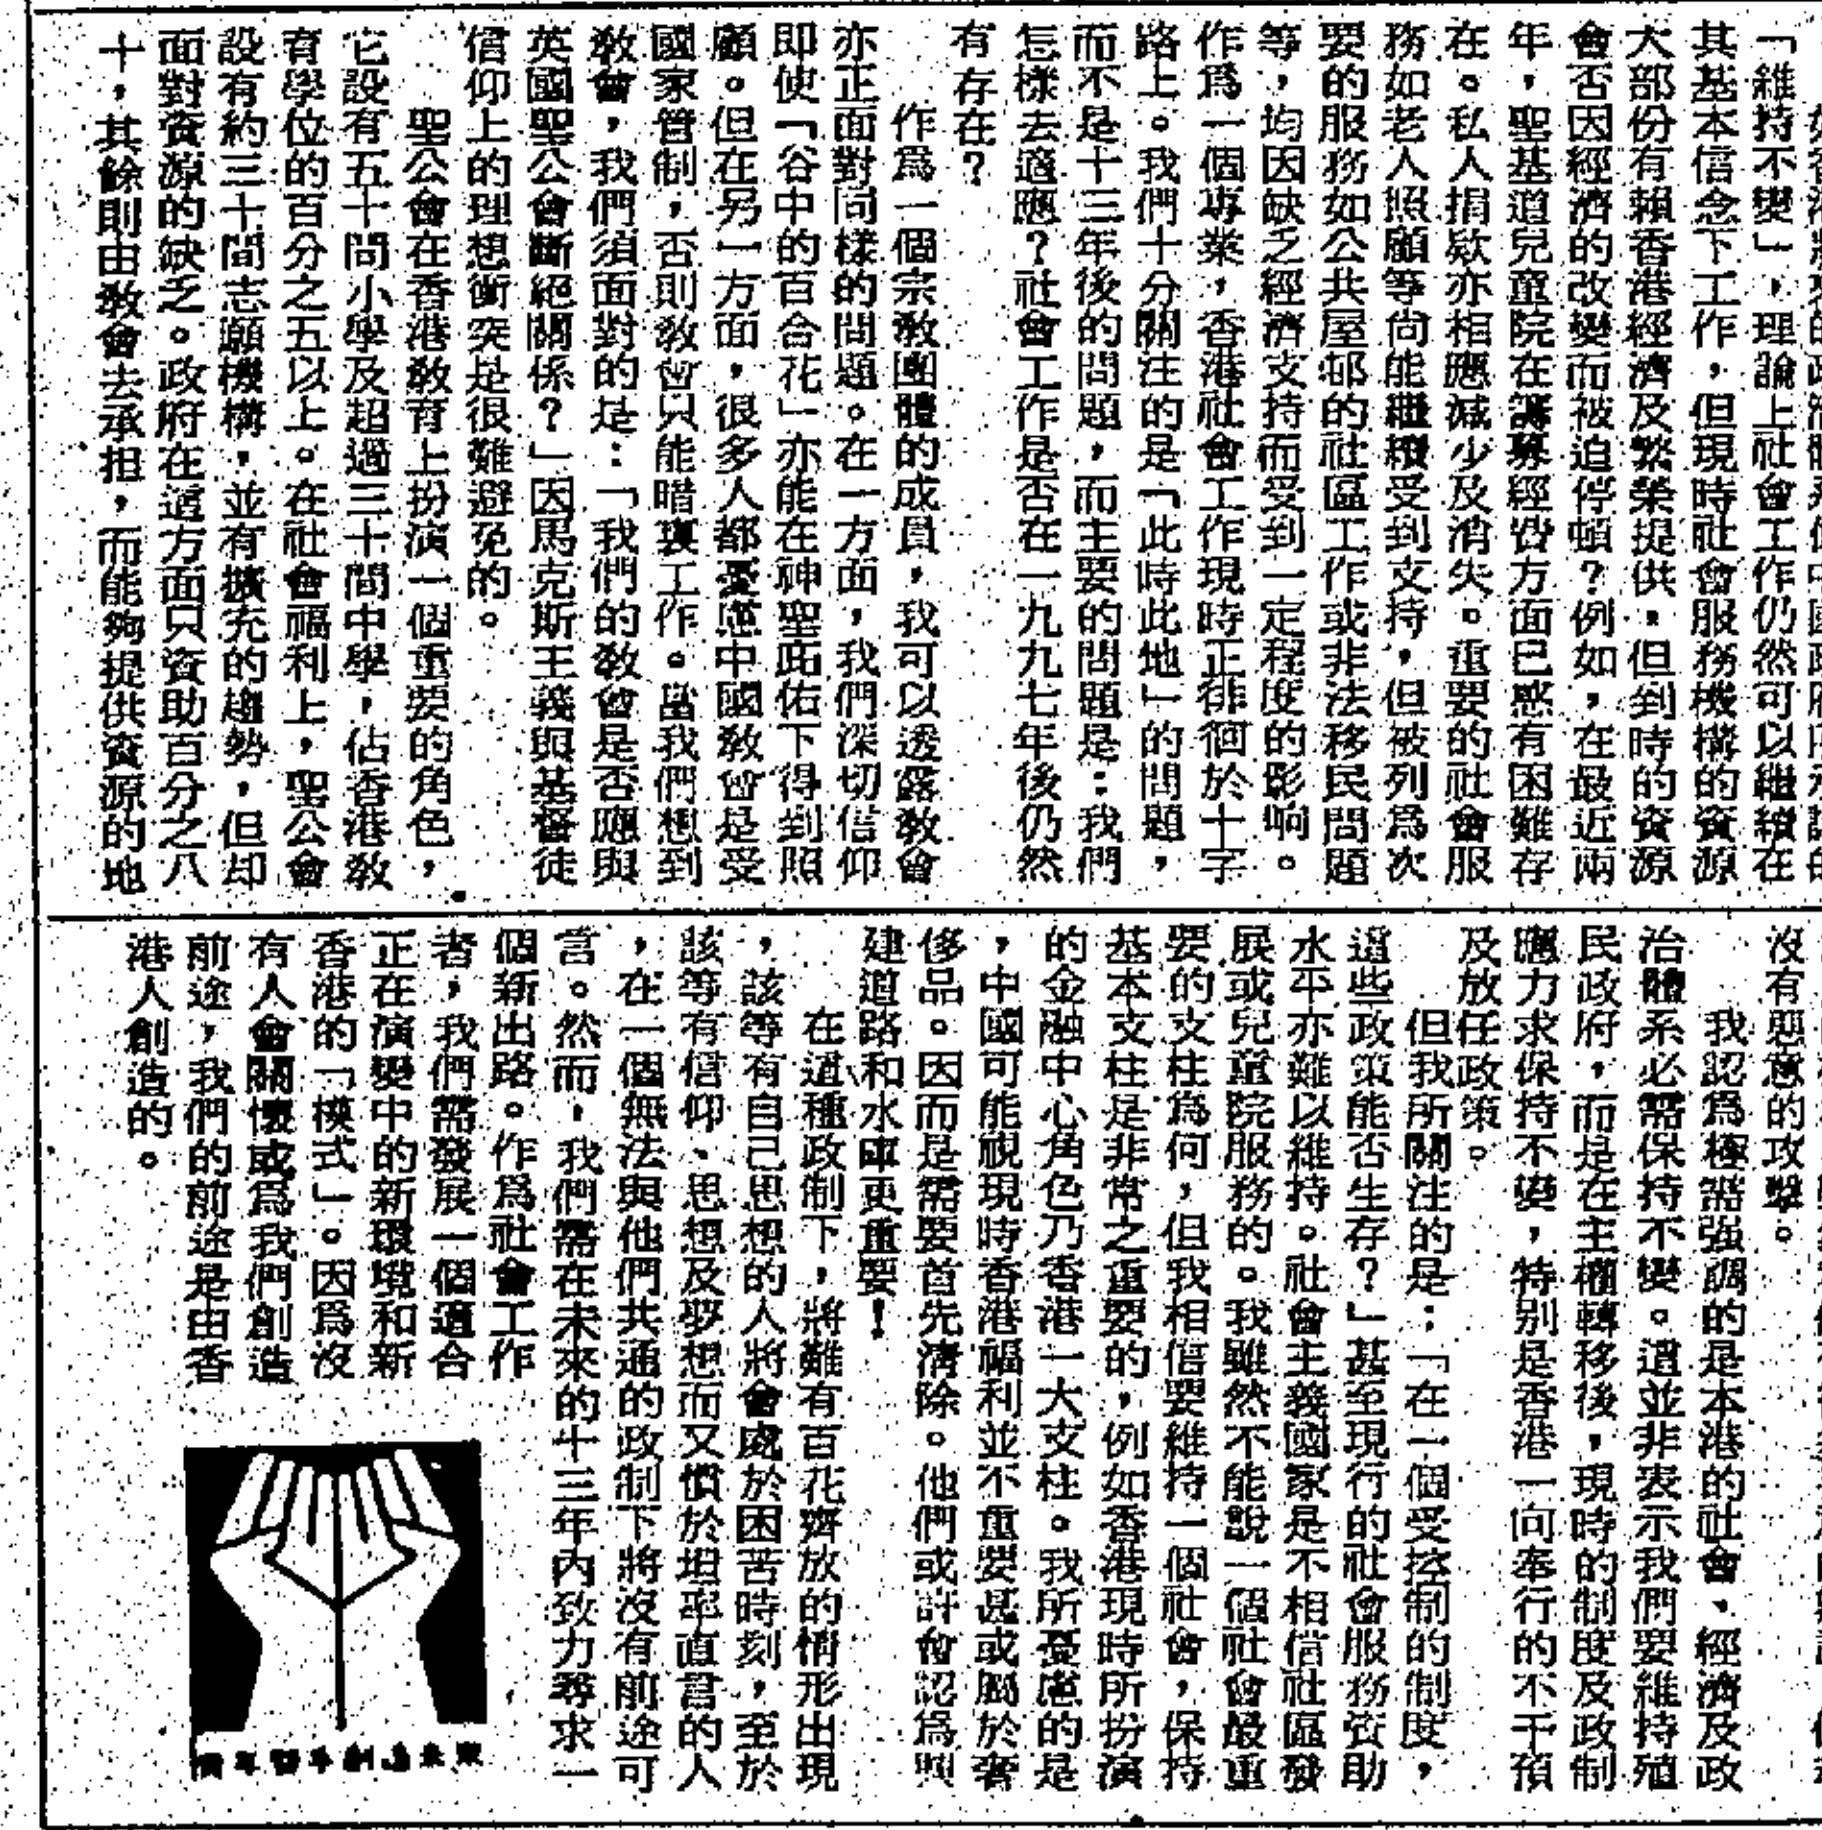 「維持不變」，理論上社會工作仍然可以繼續在
其基本信念下工作，但現時社會服務機構的資源
大部份有賴香港經濟及繁榮提供，但到時的資源
會否因經濟的改變而被迫停頓？例如，在最近兩
年，聖基道兒童院在籌募經費方面已感有困難存
在。私人捐款亦相應減少及消失。重要的社會服
務如老人照顧等尚能繼續受到支持，但被列爲次
要的服務如公共屋邨的社區工作或非法移民問題
等，均因缺乏經濟支持而受到一定程度的影响。
作爲一個專業，香港社會工作現時正徘徊於十字
路上。我們十分關注的是「此時此地」的問題，
而不是十三年後的問題，而主要的問題是：我們
怎樣去適應？社會工作是否在一九九七年後仍然
有存在？
作爲一個宗教團體的成員，我可以透露教會
亦正面對同樣的問題。在一方面，我們深切信仰
即使「谷中的百合花」亦能在神聖庇佑下得到照
顧。但在另一方面，很多人都憂慮中國教會是受
國家管制，否則教會只能暗裏工作。當我們想到
教會，我們須面對的是：「我們的教會是否應與
英國聖公會斷絕關係？」因馬克斯主義與基督徒
信仰上的理想衝突是很難避免的。
聖公會在香港教育上扮演一個重要的角色，
它設有五十間小學及超過三十間中學，佔香港教
育學位的百分之五以上。在社會福利上，聖公會
設有約三十間志願機構，並有擴充的趨勢，但却
面對資源的缺乏。政府在這方面只資助百分之八
十，其餘則由教會去承担，而能夠提供資源的地
沒有惡意的攻擊。
我認爲極需強調的是本港的社會、經濟及政
治體系必需保持不變。這並非表示我們要維持殖
民政府，而是在主權轉移後，現時的制度及政制
應力求保持不變，特別是香港一向奉行的不干預
及放任政策。
但我所關注的是：「在一個受控制的制度，
這些政策能否生存？」甚至現行的社會服務資助
水平亦難以維持。社會主義國家是不相信社區發
展或兒童院服務的。我雖然不能說一個社會最重
要的支柱爲何，但我相信要維持一個社會，保持
基本支柱是非常之重要的，例如香港現時所扮演
的金融中心角色乃香港一大支柱。我所憂慮的是
，中國可能視現時香港福利並不重要甚或屬於奢
侈品。因而是需要首先清除。他們或許會認爲興
建道路和水庫更重要！
在這種政制下，將難有百花齊放的情形出現
，該等有自己思想的人將會處於困苦時刻，至於
該等有信仰、思想及夢想而又慣於坦率直言的人
，在一個無法與他們共通的政制下將沒有前途可
言。然而，我們需在未來的十三年內致力尋求一
個新出路。作爲社會工作
者，我們需發展一個適合
正在演變中的新環境和新
香港的「模式」。因爲沒
有人會關懷或爲我們創造
前途，我們的前途是由香
港人創造的。